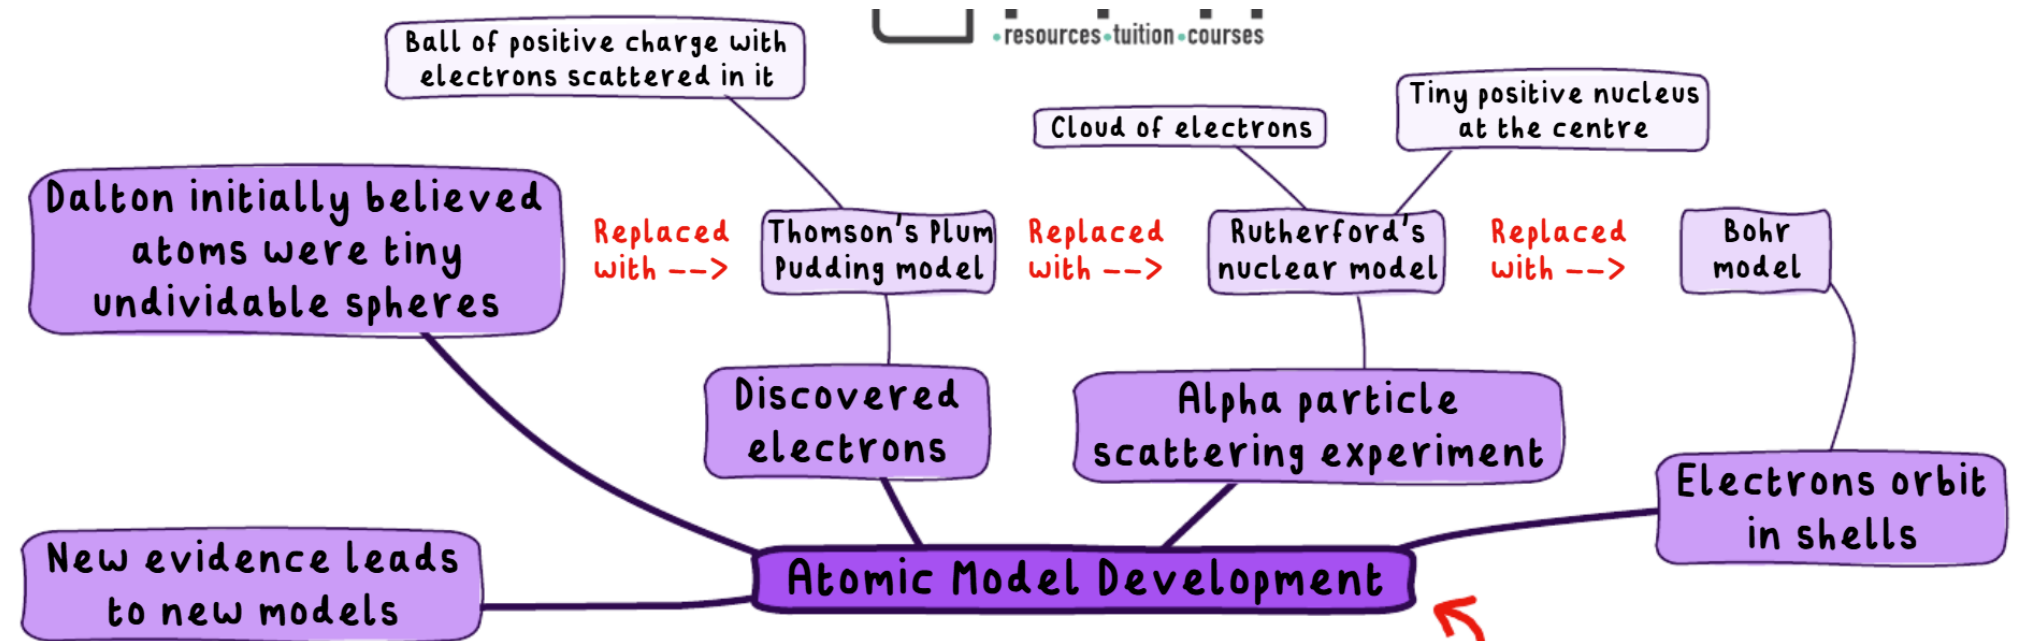 •resources•tuition•courses
Ball of positive charge with
electrons scattered in it
Cloud of electrons
Tiny positive nucleus
at the centre
Dalton initially believed
atoms were tiny
undividable spheres
Replaced
with -->
Thomson's Plum
Pudding model
Replaced
with -->
Rutherford's
nuclear model
Replaced
with -->
Bohr
model
Discovered
electrons
Alpha particle
scattering experiment
Electrons orbit
in shells
New evidence leads
to new models
Atomic Model Development